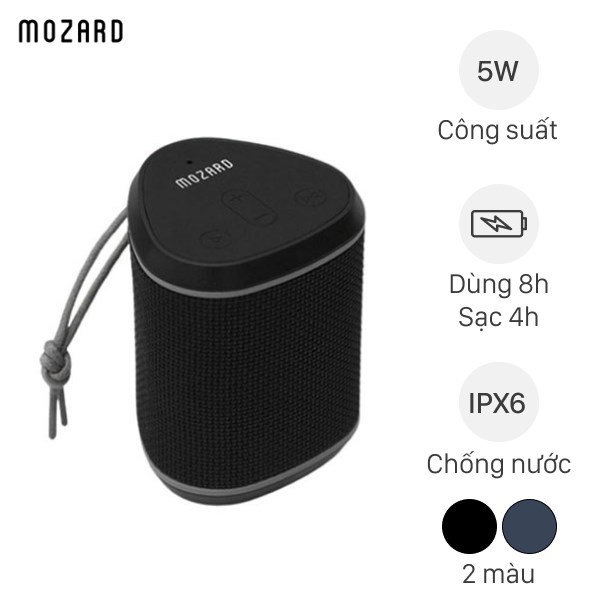 MOZARD
MOZARD
5W
Công suất
Dùng 8h
Sạc 4h
IPX6
Chống nước
2 màu